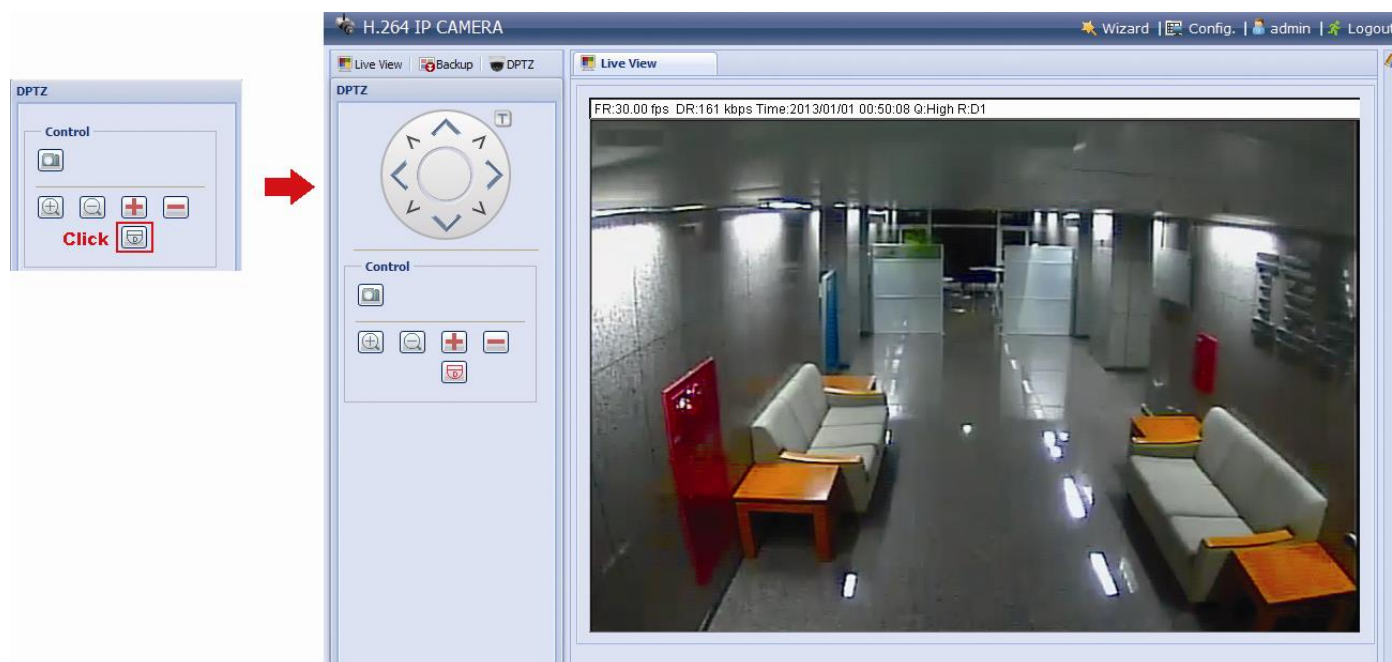 DPTZ
Control
Click
H.264 IP CAMERA
Wizard | Config. | admin | Logout
Live View Backup DPTZ
DPTZ
T
Control
Live View
FR:30.00 fps DR:161 kbps Time:2013/01/01 00:50:08 Q:High R:D1